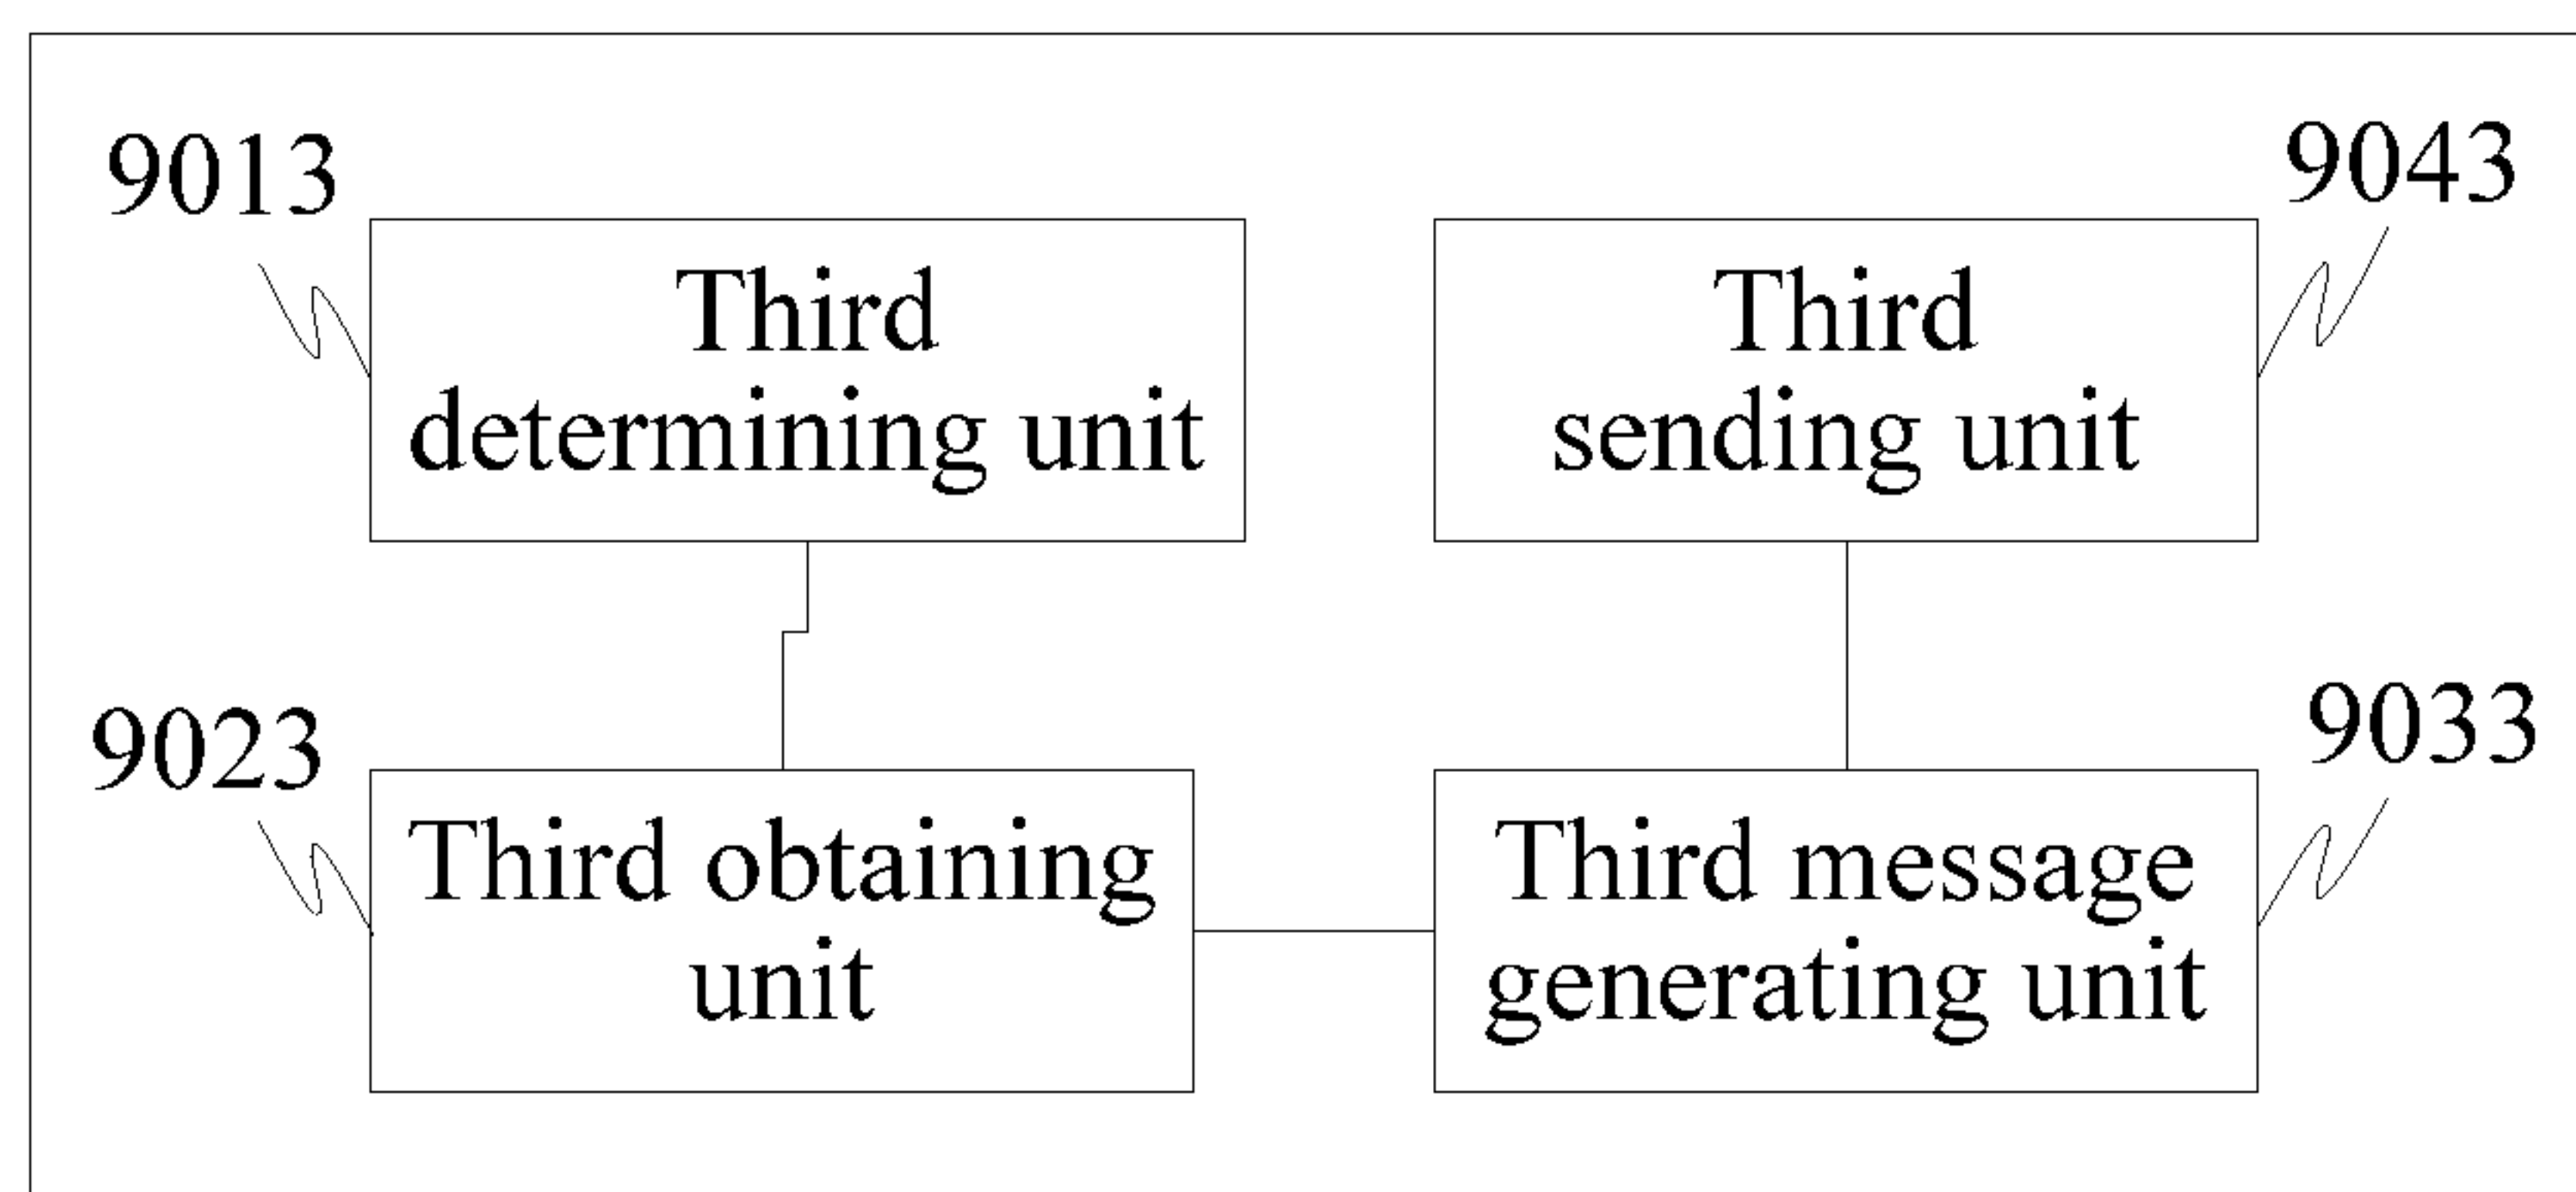 9013
Third
determining unit
9043
Third
sending unit
9023
Third obtaining
unit
9033
Third message
generating unit